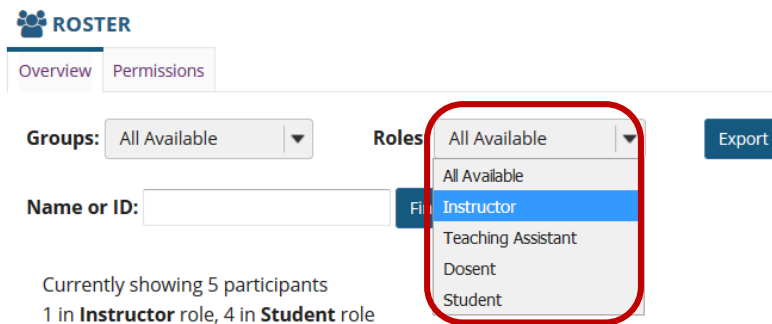 ROSTER
Overview Permissions
Groups: All Available Roles All Available Export
All Available
Name or ID: Instructor
Teaching Assistant
Dosent
Currently showing 5 participants
Student
1 in Instructor role, 4 in Student role